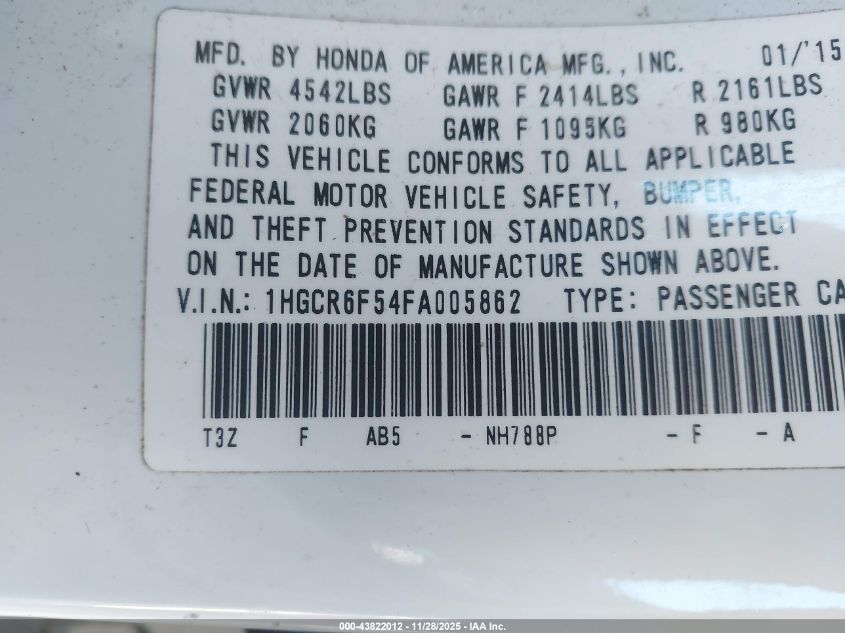 MFD. BY HONDA OF AMERICA MFG., INC. 01/'15
GVWR 4542LBS GAWR F 2414LBS R 2161LBS
GVWR 2060KG GAWR F 1095KG R 980KG
THIS VEHICLE CONFORMS TO ALL APPLICABLE
FEDERAL MOTOR VEHICLE SAFETY, BUMPER,
AND THEFT PREVENTION STANDARDS IN EFFECT
ON THE DATE OF MANUFACTURE SHOWN ABOVE.
V.I.N.: 1HGCR6F54FA005862 TYPE: PASSENGER CA
T3Z F AB5 - NH788P - F - A
000-43822012 - 11/28/2025 - IAA Inc.